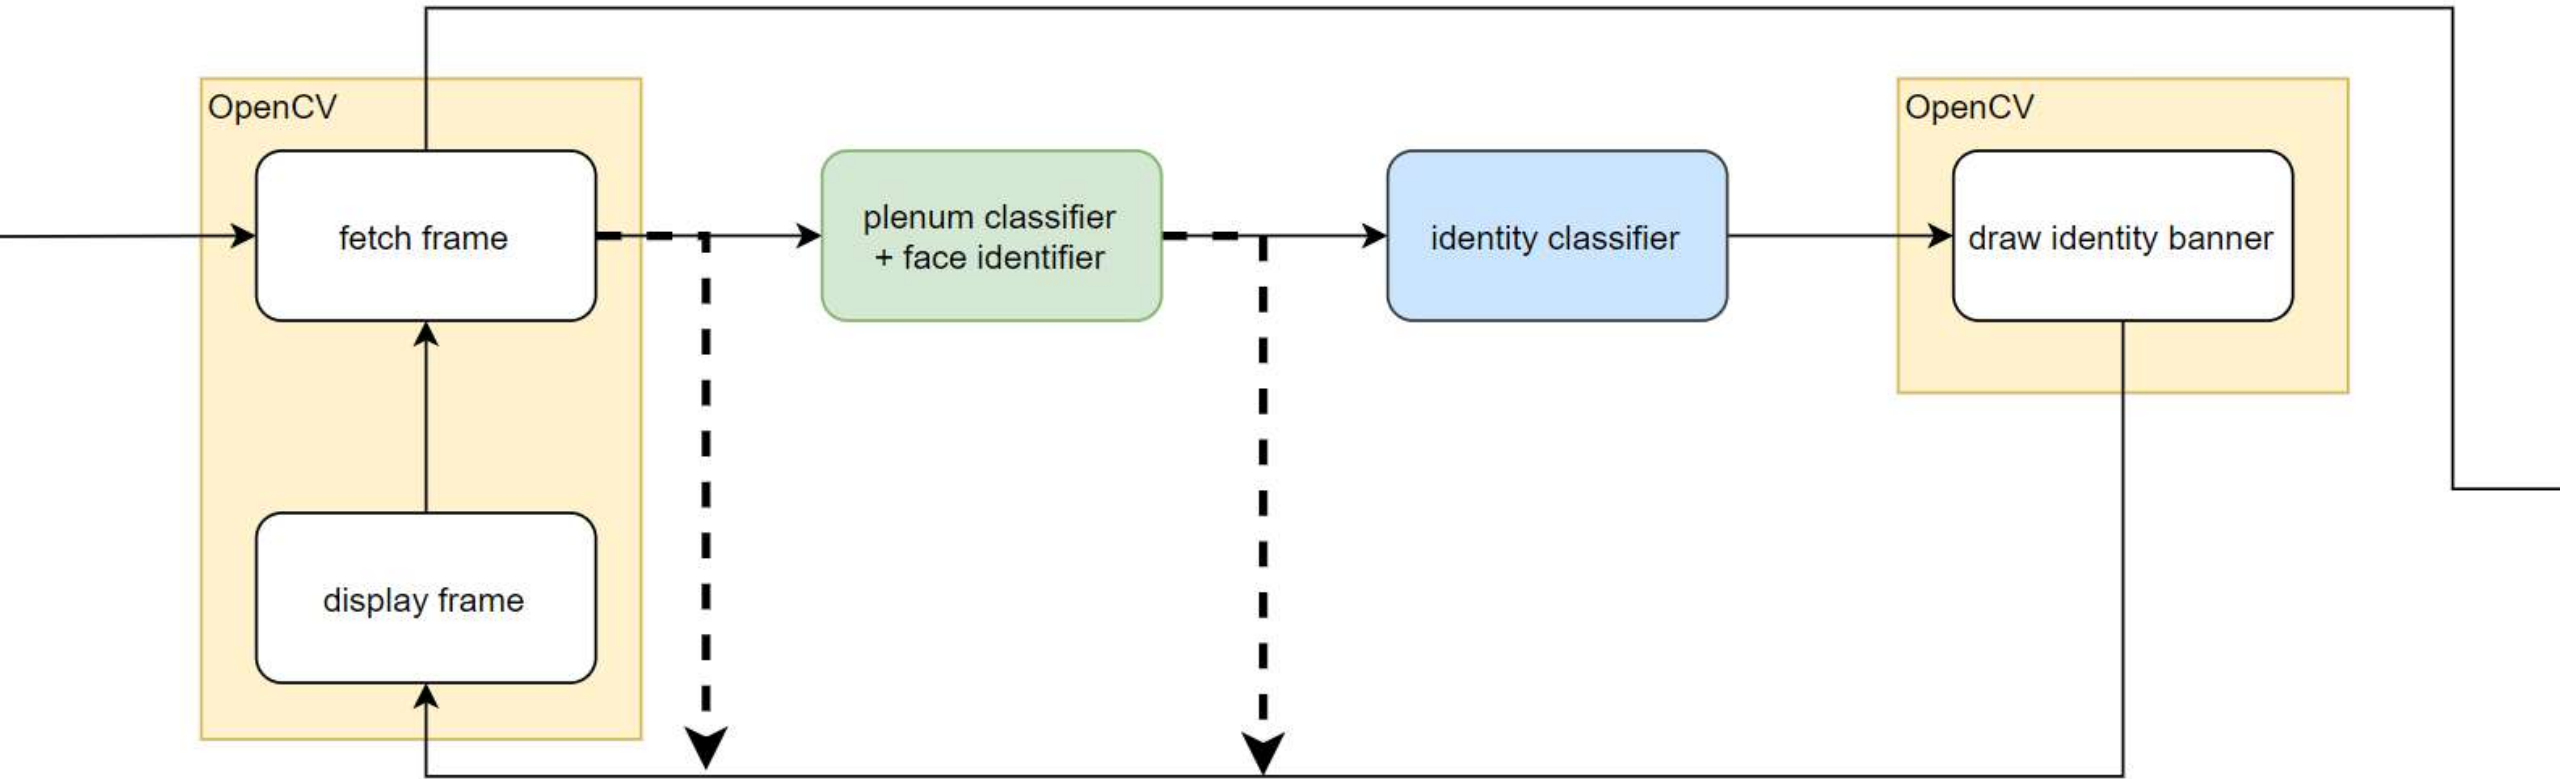 OpenCV
fetch frame
display frame
plenum classifier
+ face identifier
identity classifier
OpenCV
draw identity banner